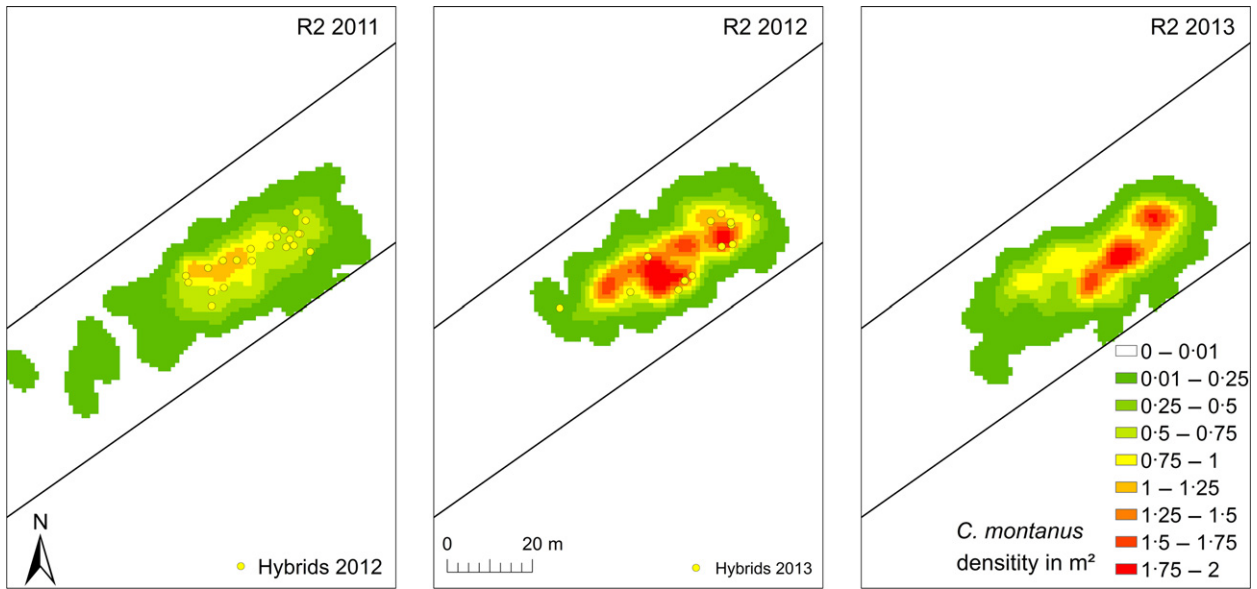 R2 2011
R2 2012
R2 2013
N
Hybrids 2012
0 20 m
Hybrids 2013
0 – 0·01
0·01 – 0·25
0·25 – 0·5
0·5 – 0·75
0·75 – 1
1 – 1·25
1·25 – 1·5
1·5 – 1·75
1·75 – 2
C. montanus
densitity in m²